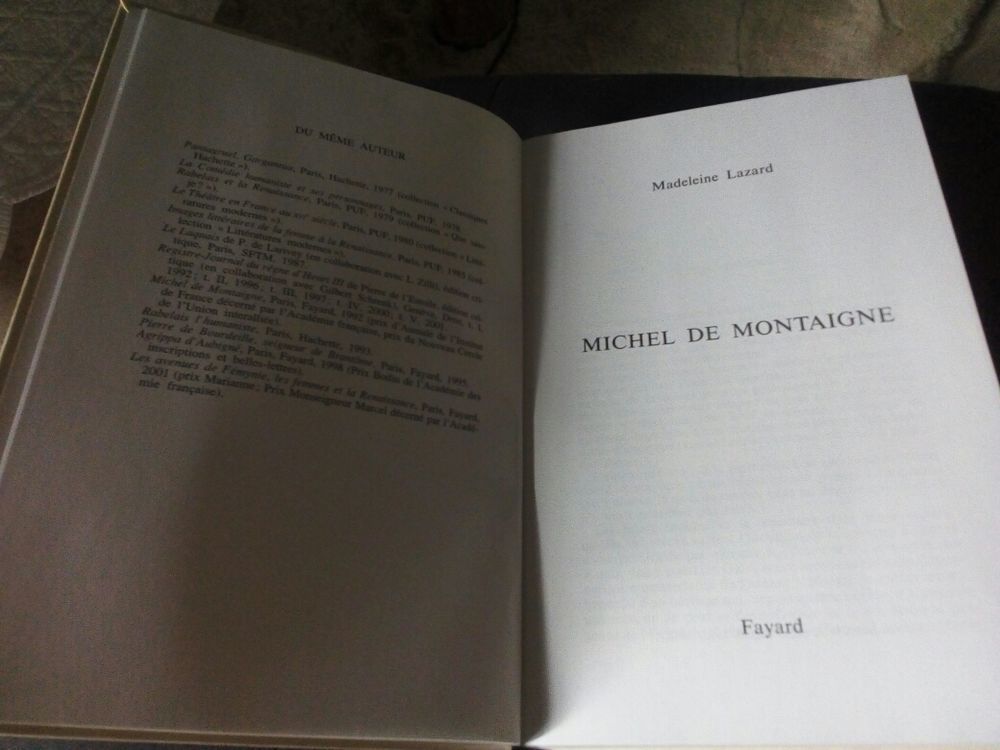 DU MÊME AUTEUR
Pantagruel, Gargantua, Paris, Hachette, 1977 (collection « Classiques
Hachette »).
La Comédie humaniste et ses personnages, Paris, PUF, 1978.
Rabelais et la Renaissance, Paris, PUF, 1979 (collection « Que sais-
je? »).
Le Théâtre en France au XVIe siècle, Paris, PUF, 1980 (collection « Litté-
ratures modernes »).
Images littéraires de la femme à la Renaissance, Paris, PUF, 1985 (col-
lection « Littératures modernes »).
Le Laquais de P. de Larivey (en collaboration avec L. Zilli), édition cri-
tique, Paris, SFTM, 1987.
Registre-Journal du règne d'Henri III de Pierre de l'Estoile, édition cri-
tique (en collaboration avec Gilbert Schrenk), Genève, Droz, t. I,
1992; t. II, 1996; t. III, 1997; t. IV, 2000; t. V, 2001.
Michel de Montaigne, Paris, Fayard, 1992 (prix d'Aumale de l'Institut
de France décerné par l'Académie française, prix du Nouveau Cercle
de l'Union interalliée).
Rabelais l'humaniste, Paris, Hachette, 1993.
Pierre de Bourdeille, seigneur de Brantôme, Paris, Fayard, 1995.
Agrippa d'Aubigné, Paris, Fayard, 1998 (Prix Bodin de l'Académie des
inscriptions et belles-lettres).
Les avenues de Fémynie, les femmes et la Renaissance, Paris, Fayard,
2001 (prix Marianne; Prix Monseigneur Marcel décerné par l'Acadé-
mie française).
Madeleine Lazard
MICHEL DE MONTAIGNE
Fayard